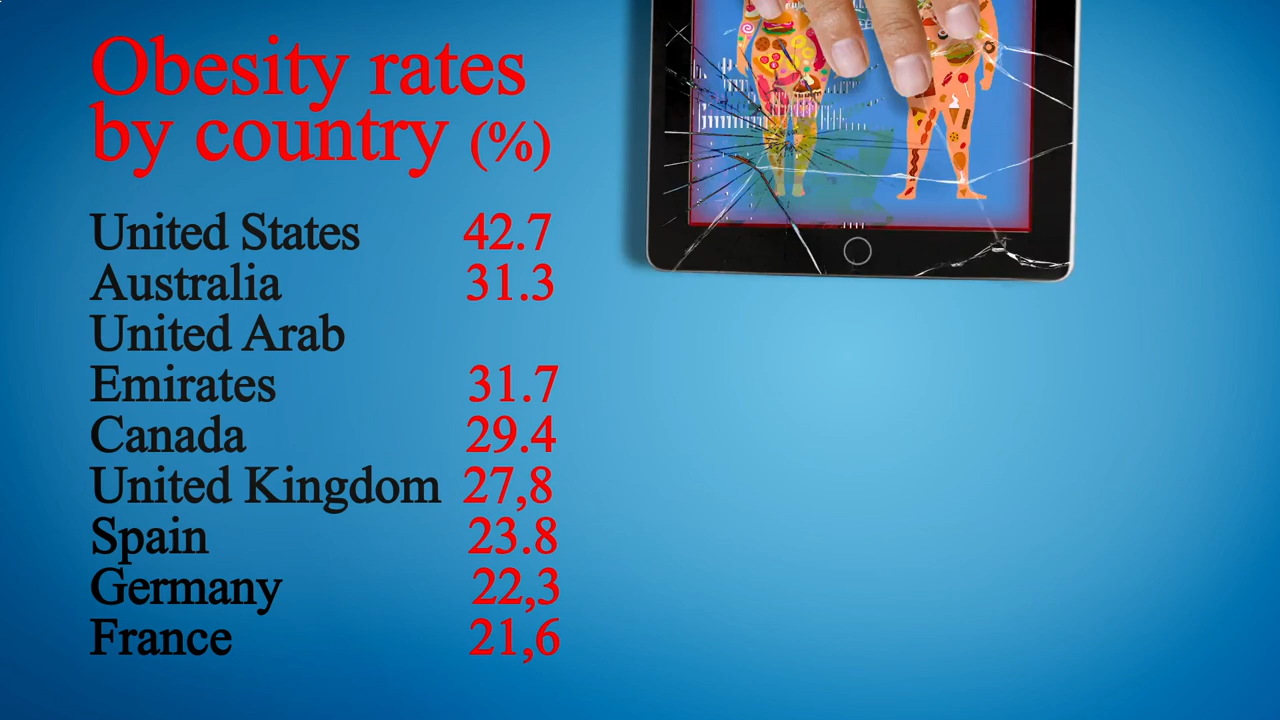 Obesity rates
by country (%)
United States 42.7
Australia 31.3
United Arab
Emirates 31.7
Canada 29.4
United Kingdom 27,8
Spain 23.8
Germany 22,3
France 21,6